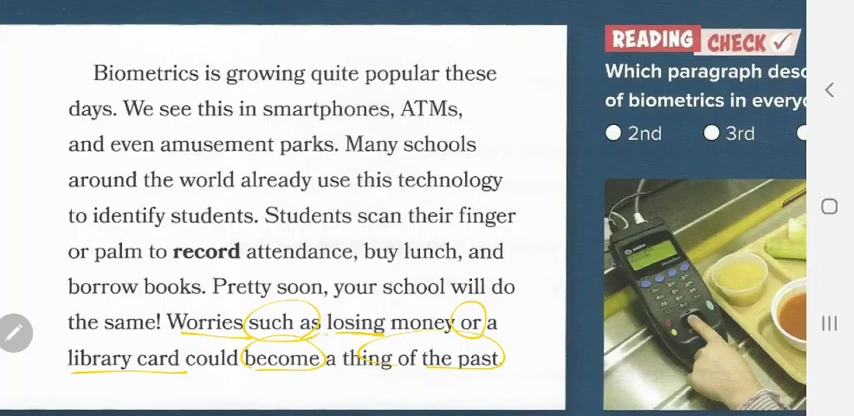 Biometrics is growing quite popular these
days. We see this in smartphones, ATMs,
and even amusement parks. Many schools
around the world already use this technology
to identify students. Students scan their finger
or palm to record attendance, buy lunch, and
borrow books. Pretty soon, your school will do
the same! Worries such as losing money or a
library card could become a thing of the past
READING CHECK
Which paragraph desc
of biometrics in every
2nd 3rd